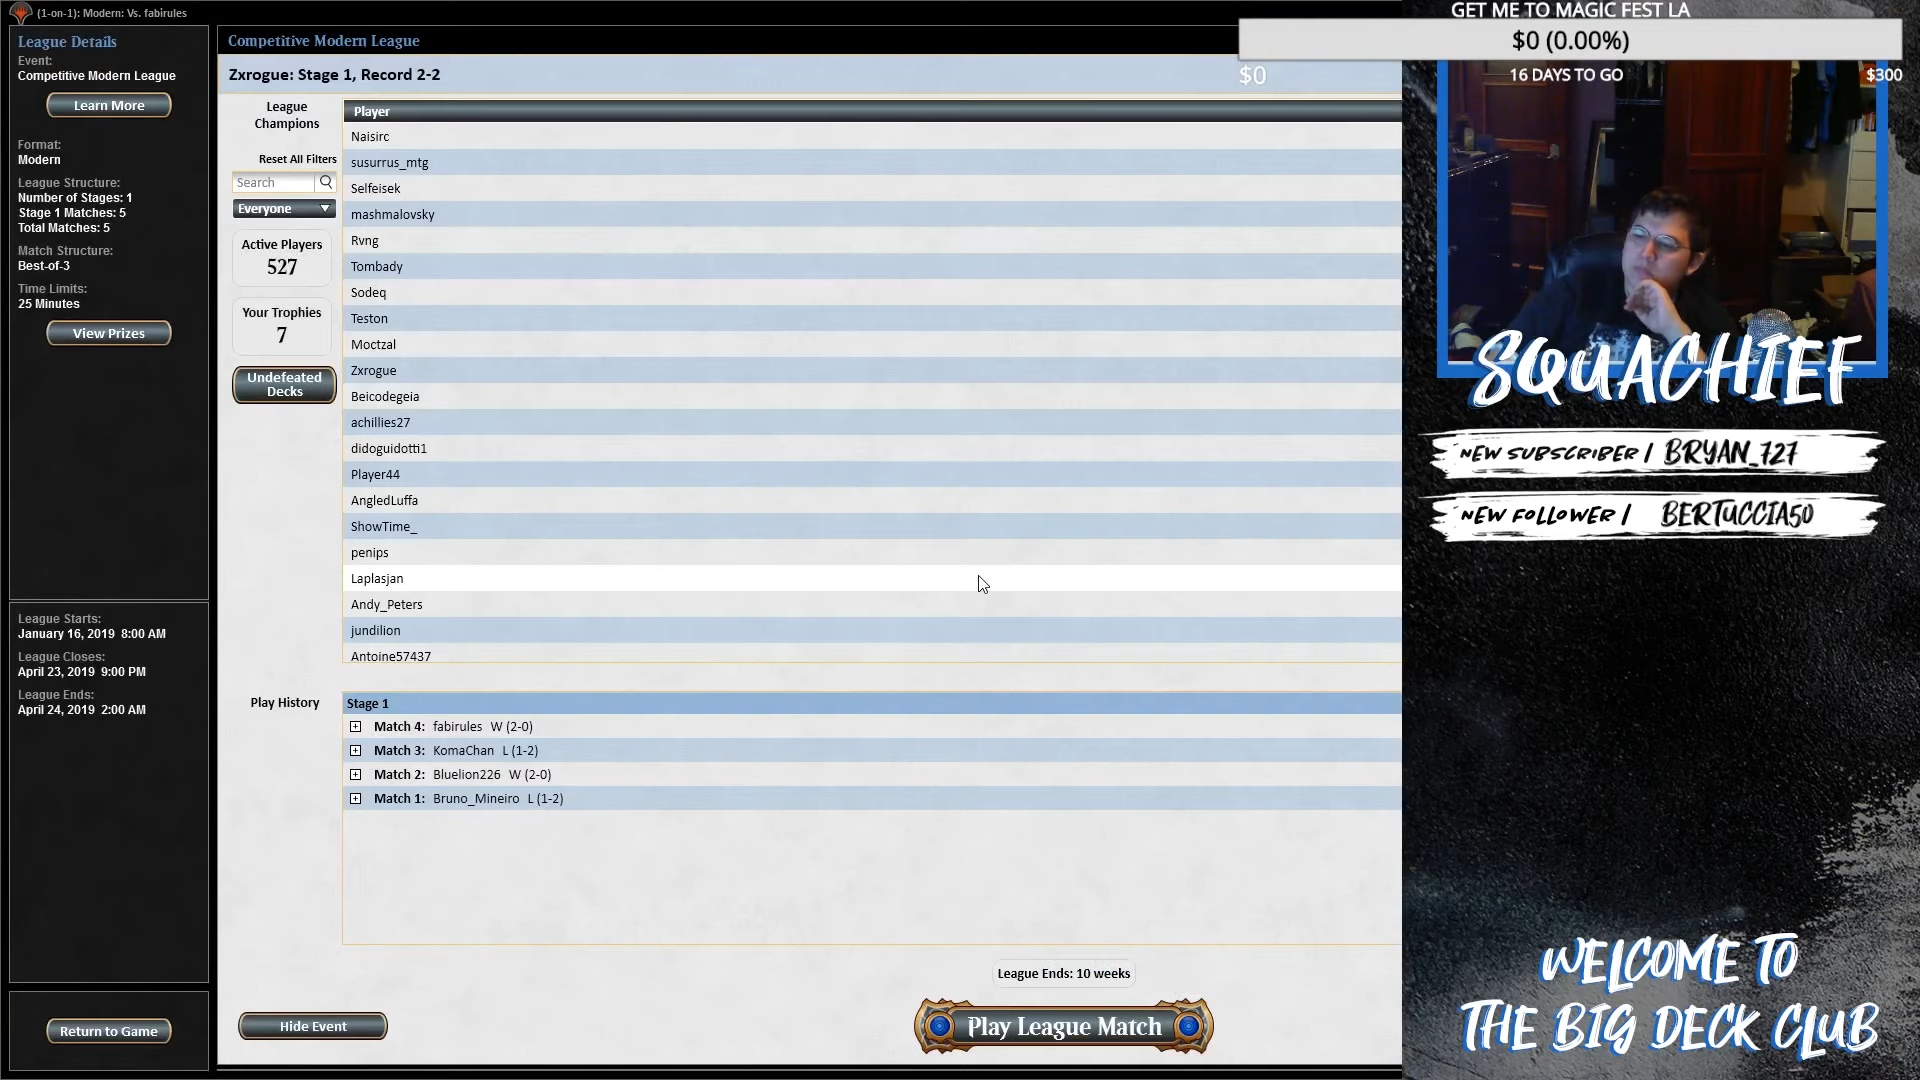 (1-on-1): Modern: Vs. fabirules
League Details
Event:
Competitive Modern League
Learn More
Format:
Modern
League Structure:
Number of Stages: 1
Stage 1 Matches: 5
Total Matches: 5
Match Structure:
Best-of-3
Time Limits:
25 Minutes
View Prizes
League Starts:
January 16, 2019 8:00 AM
League Closes:
April 23, 2019 9:00 PM
League Ends:
April 24, 2019 2:00 AM
Return to Game
Competitive Modern League
Zxrogue: Stage 1, Record 2-2
League
Champions
Reset All Filters
Search
Everyone
Active Players
527
Your Trophies
7
Undefeated
Decks
Player
Naisirc
susurrus_mtg
Selfeisek
mashmalovsky
Rvng
Tombady
Sodeq
Teston
Moctzal
Zxrogue
Beicodegeia
achillies27
didoguidotti1
Player44
AngledLuffa
ShowTime_
penips
Laplasjan
Andy_Peters
jundilion
Antoine57437
Play History
Stage 1
Match 4: fabirules W (2-0)
Match 3: KomaChan L (1-2)
Match 2: Bluelion226 W (2-0)
Match 1: Bruno_Mineiro L (1-2)
League Ends: 10 weeks
Hide Event
Play League Match
GET ME TO MAGIC FEST LA
$0 (0.00%)
$0
16 DAYS TO GO
$300
SQUACHIEF
NEW SUBSCRIBER / BRYAN_727
NEW FOLLOWER / BERTUCCIA50
WELCOME TO
THE BIG DECK CLUB